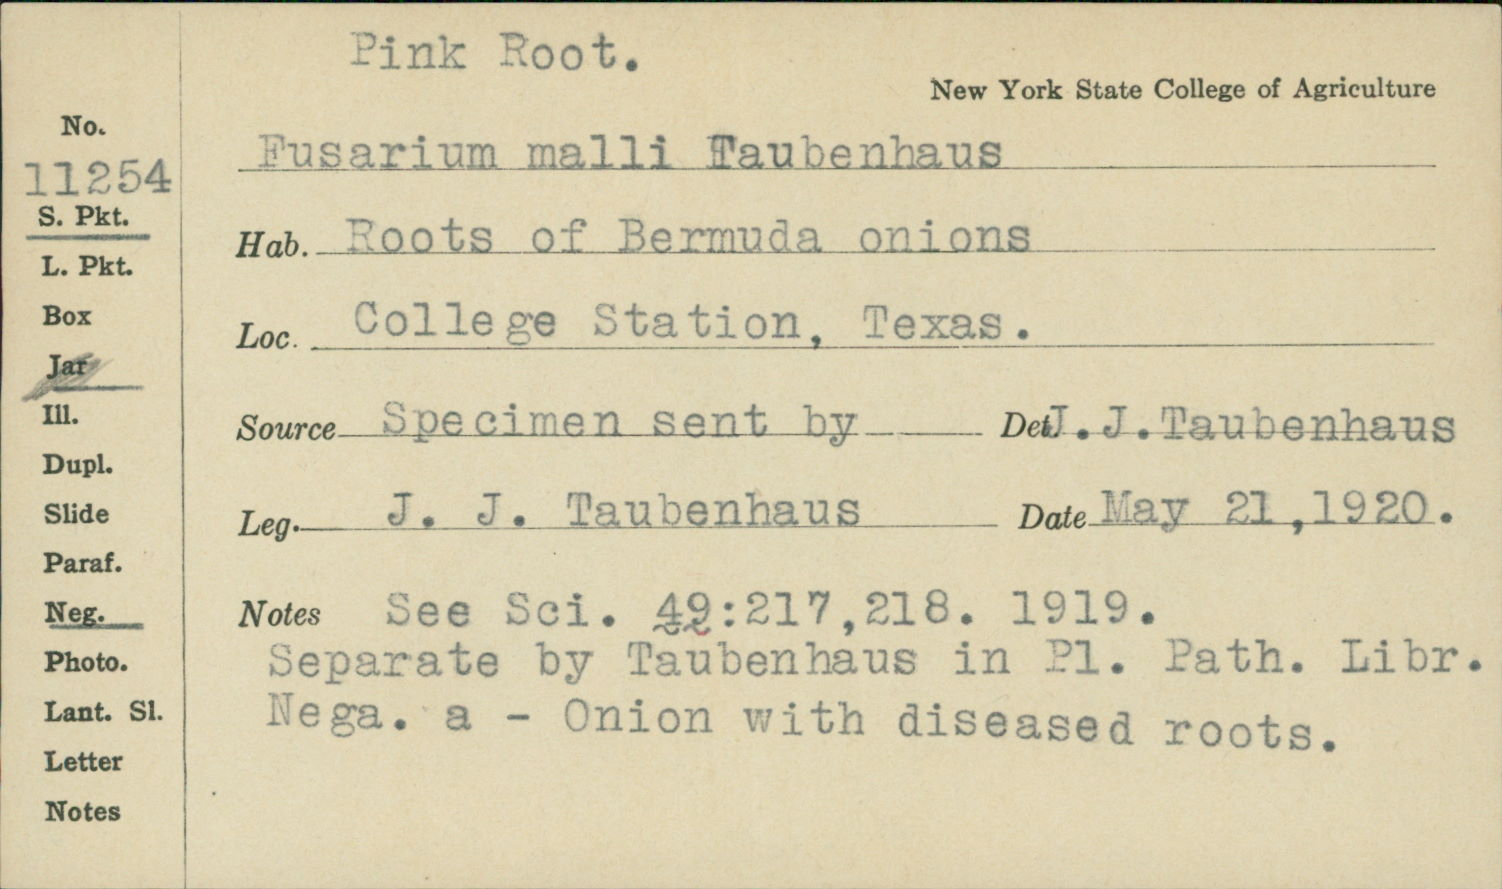 Pink Root.
New York State College of Agriculture
No.
11254
S. Pkt.
L. Pkt.
Box
Jar
Ill.
Dupl.
Slide
Paraf.
Neg.
Photo.
Lant. Sl.
Letter
Notes
Fusarium malli Taubenhaus
Hab. Roots of Bermuda onions
Loc. College Station, Texas.
Source Specimen sent by Det. J. J. Taubenhaus
Leg. J. J. Taubenhaus Date May 21, 1920.
Notes See Sci. 49:217,218. 1919.
Separate by Taubenhaus in Pl. Path. Libr.
Nega. a - Onion with diseased roots.